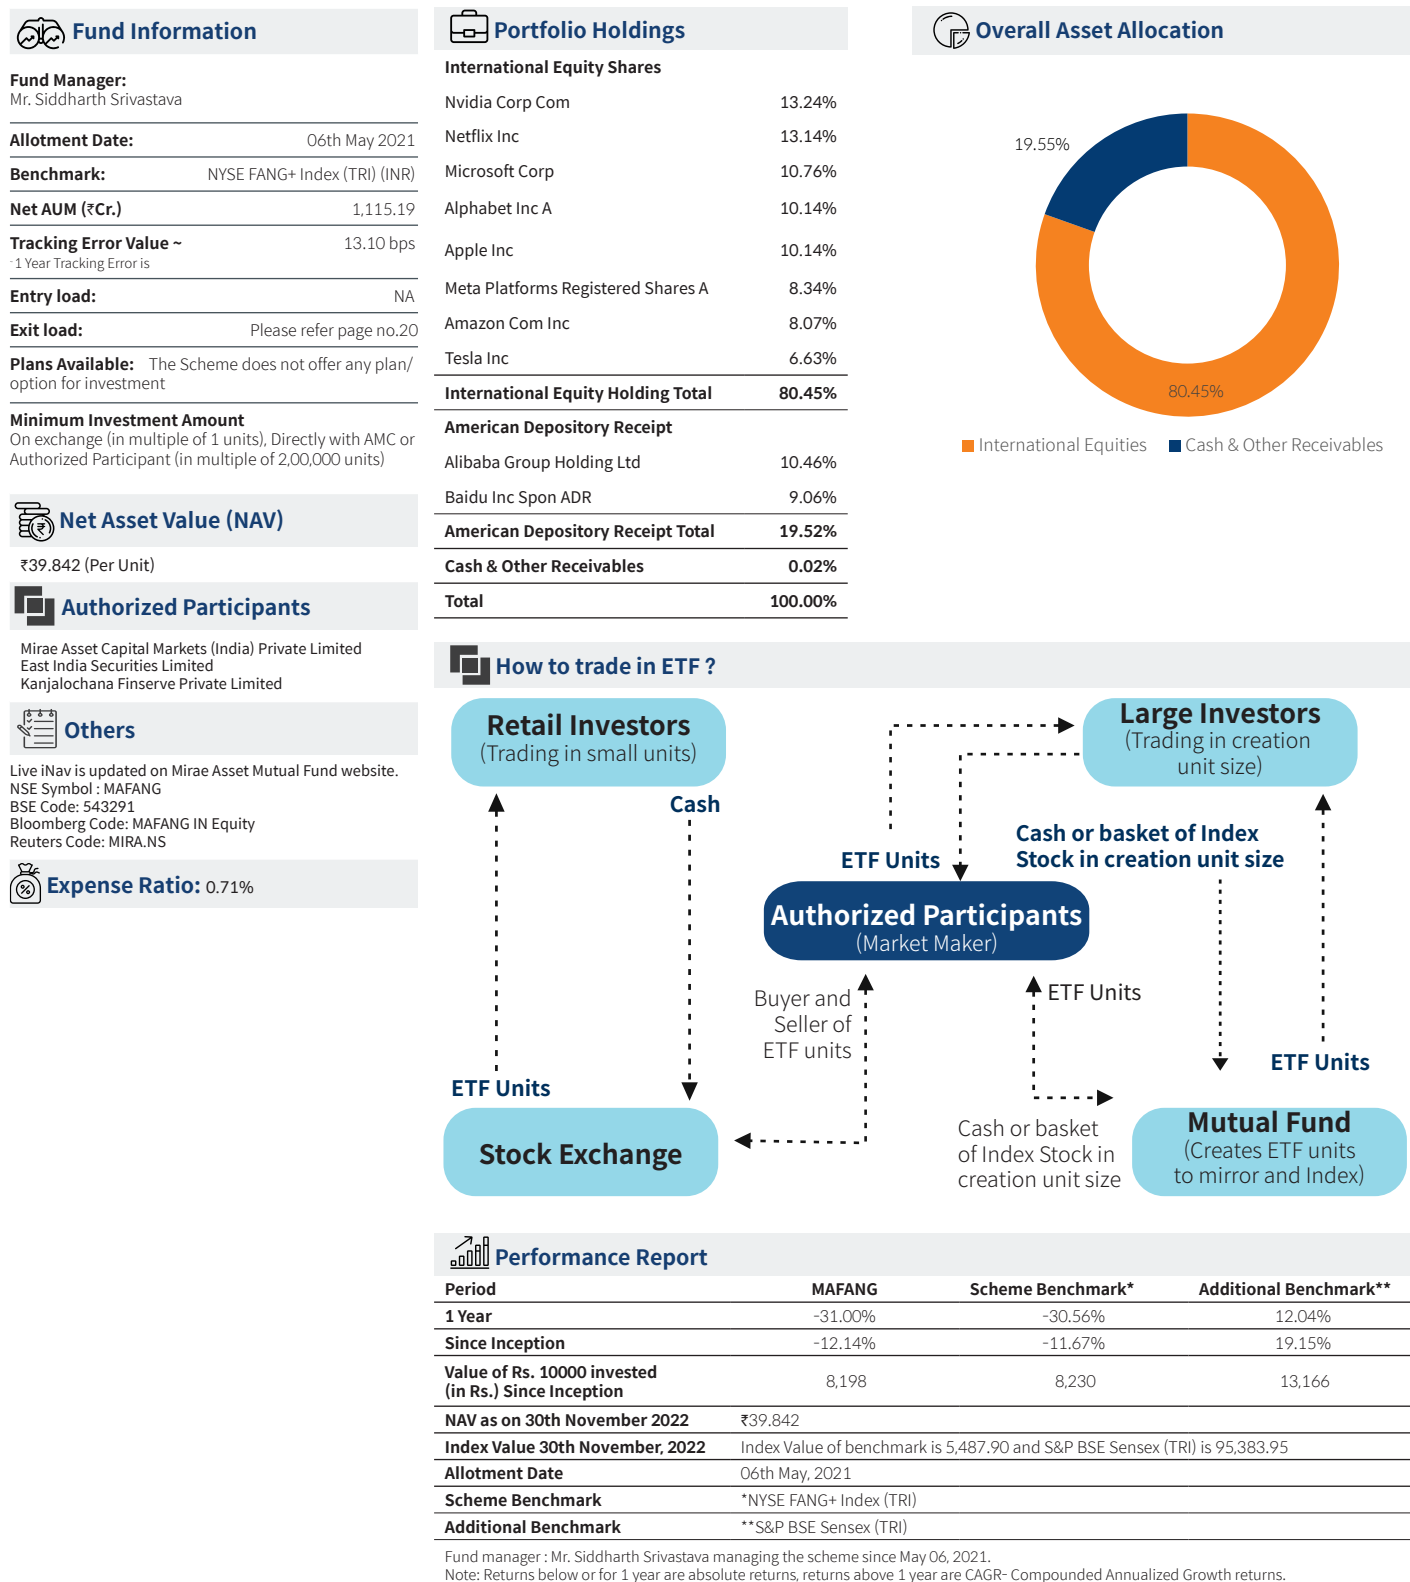 Fund Information
Fund Manager:
Mr. Siddharth Srivastava
Allotment Date: 06th May 2021
Benchmark: NYSE FANG+ Index (TRI) (INR)
Net AUM (₹Cr.) 1,115.19
Tracking Error Value ~ 13.10 bps
~1 Year Tracking Error is
Entry load: NA
Exit load: Please refer page no.20
Plans Available: The Scheme does not offer any plan/
option for investment
Minimum Investment Amount
On exchange (in multiple of 1 units), Directly with AMC or
Authorized Participant (in multiple of 2,00,000 units)
Net Asset Value (NAV)
₹39.842 (Per Unit)
Authorized Participants
Mirae Asset Capital Markets (India) Private Limited
East India Securities Limited
Kanjalochana Finserve Private Limited
Others
Live iNav is updated on Mirae Asset Mutual Fund website.
NSE Symbol : MAFANG
BSE Code: 543291
Bloomberg Code: MAFANG IN Equity
Reuters Code: MIRA.NS
Expense Ratio: 0.71%
Portfolio Holdings
International Equity Shares
Nvidia Corp Com 13.24%
Netflix Inc 13.14%
Microsoft Corp 10.76%
Alphabet Inc A 10.14%
Apple Inc 10.14%
Meta Platforms Registered Shares A 8.34%
Amazon Com Inc 8.07%
Tesla Inc 6.63%
International Equity Holding Total 80.45%
American Depository Receipt
Alibaba Group Holding Ltd 10.46%
Baidu Inc Spon ADR 9.06%
American Depository Receipt Total 19.52%
Cash & Other Receivables 0.02%
Total 100.00%
Overall Asset Allocation
19.55%
80.45%
International Equities Cash & Other Receivables
How to trade in ETF ?
Retail Investors
(Trading in small units)
Large Investors
(Trading in creation
unit size)
Cash
Cash or basket of Index
Stock in creation unit size
ETF Units
Authorized Participants
(Market Maker)
Buyer and
Seller of
ETF units
ETF Units
ETF Units
ETF Units
Stock Exchange
Cash or basket
of Index Stock in
creation unit size
Mutual Fund
(Creates ETF units
to mirror and Index)
Performance Report
Period MAFANG Scheme Benchmark* Additional Benchmark**
1 Year -31.00% -30.56% 12.04%
Since Inception -12.14% -11.67% 19.15%
Value of Rs. 10000 invested
(in Rs.) Since Inception 8,198 8,230 13,166
NAV as on 30th November 2022 ₹39.842
Index Value 30th November, 2022 Index Value of benchmark is 5,487.90 and S&P BSE Sensex (TRI) is 95,383.95
Allotment Date 06th May, 2021
Scheme Benchmark *NYSE FANG+ Index (TRI)
Additional Benchmark **S&P BSE Sensex (TRI)
Fund manager : Mr. Siddharth Srivastava managing the scheme since May 06, 2021.
Note: Returns below or for 1 year are absolute returns, returns above 1 year are CAGR- Compounded Annualized Growth returns.